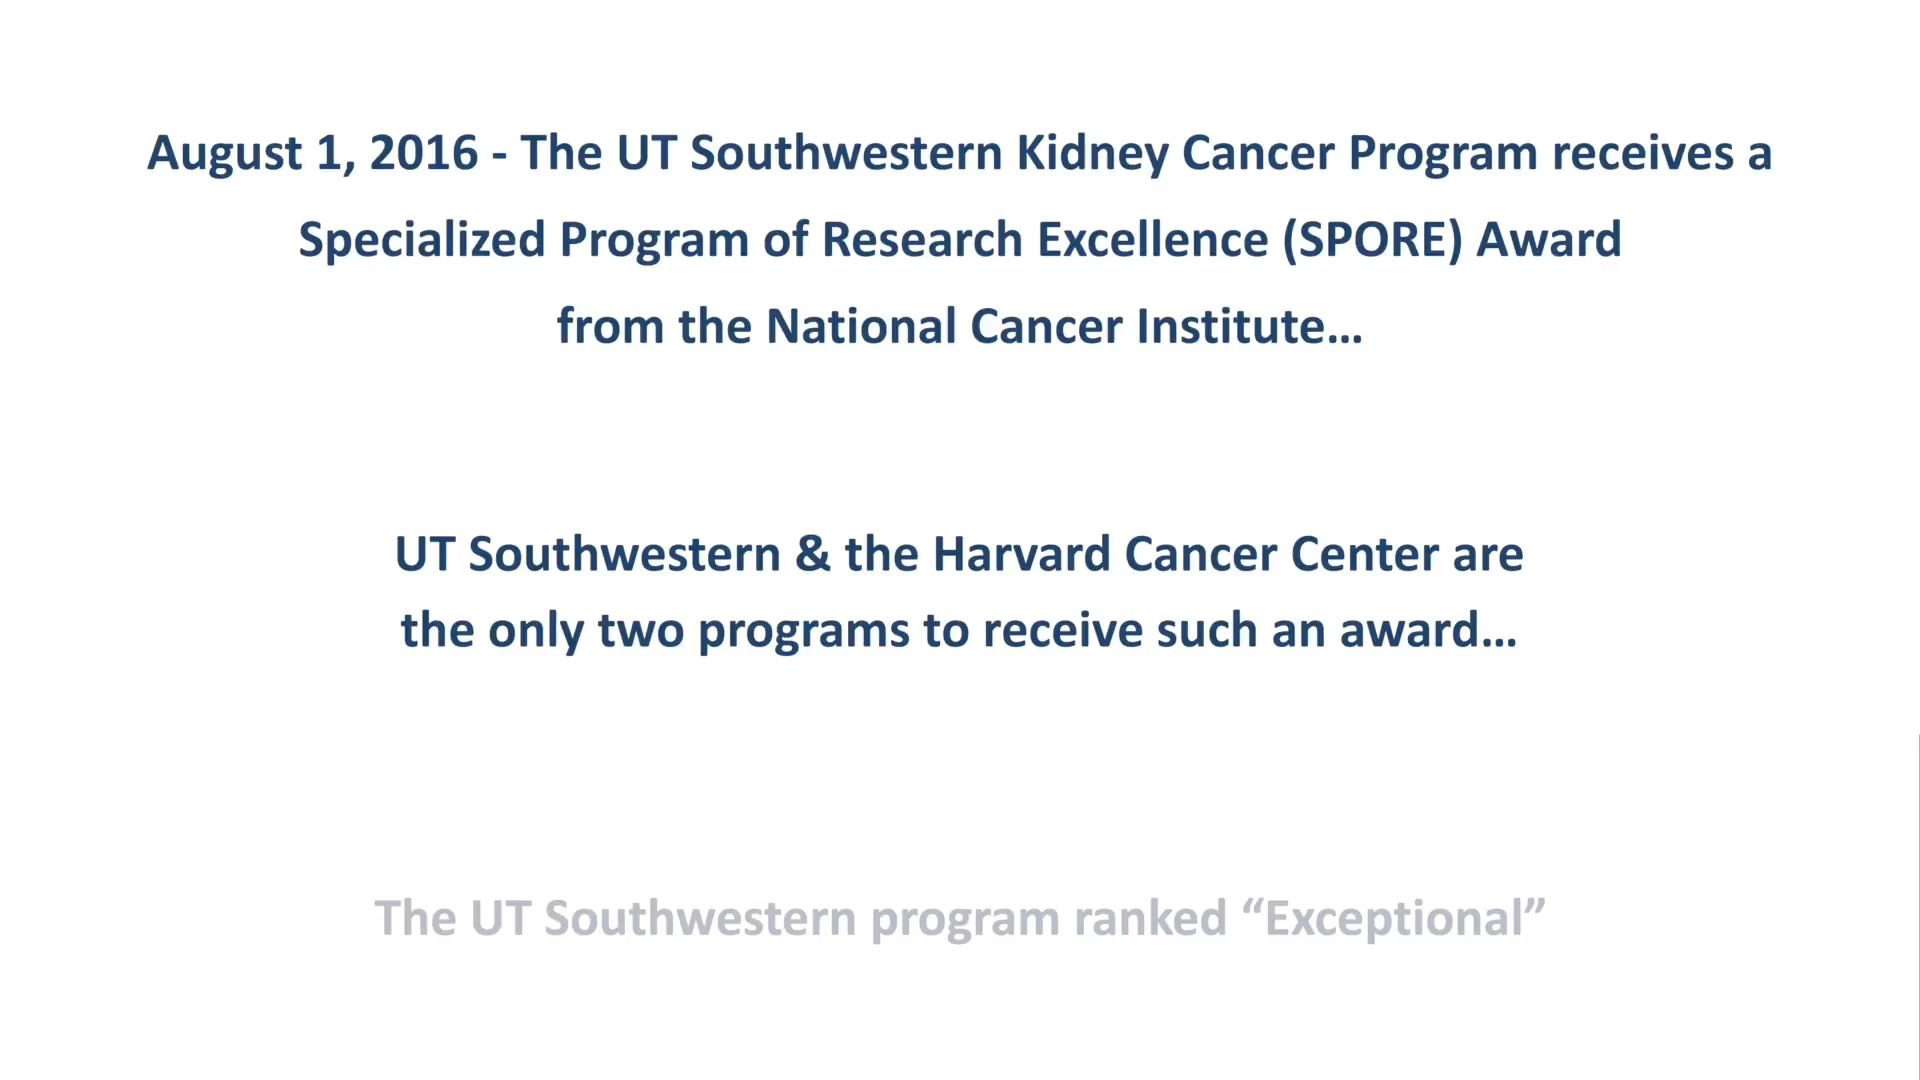 August 1, 2016 - The UT Southwestern Kidney Cancer Program receives a
Specialized Program of Research Excellence (SPORE) Award
from the National Cancer Institute…
UT Southwestern & the Harvard Cancer Center are
the only two programs to receive such an award…
The UT Southwestern program ranked “Exceptional”